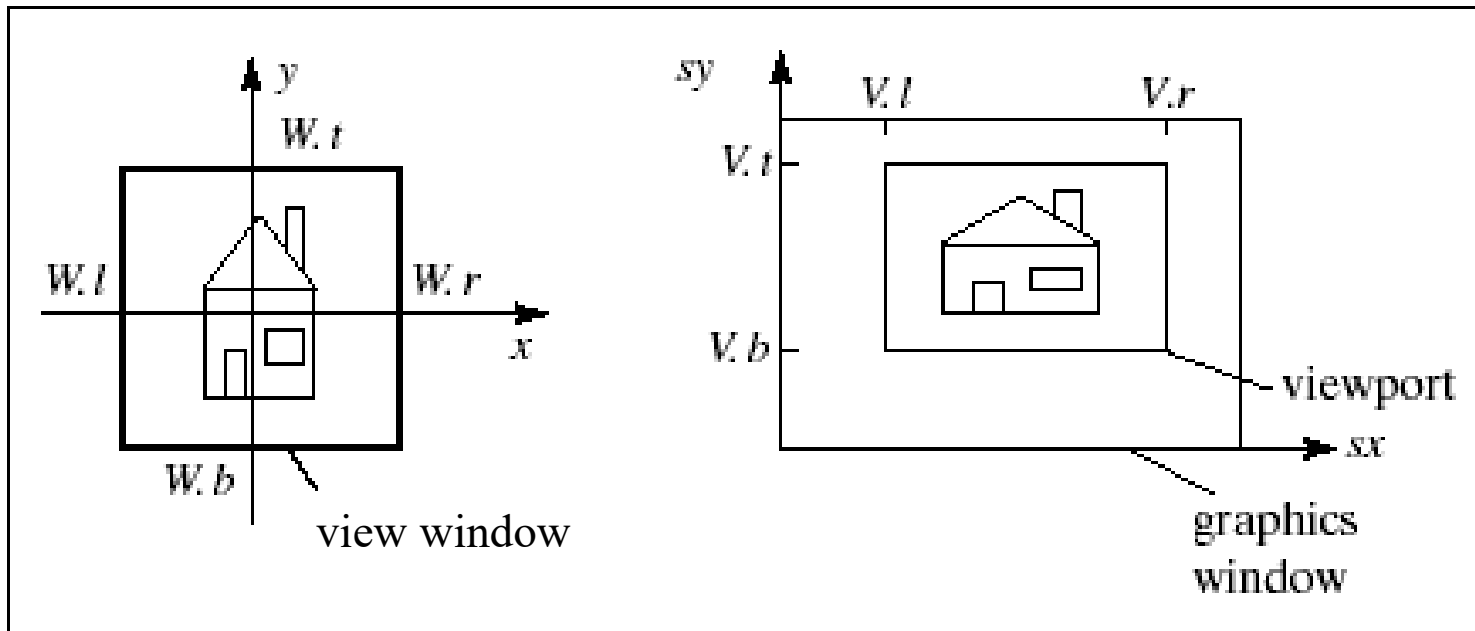 y
W. t
W. l
W. r
x
W. b
view window
sy
V. l
V.r
V. t
V. b
viewport
sx
graphics
window